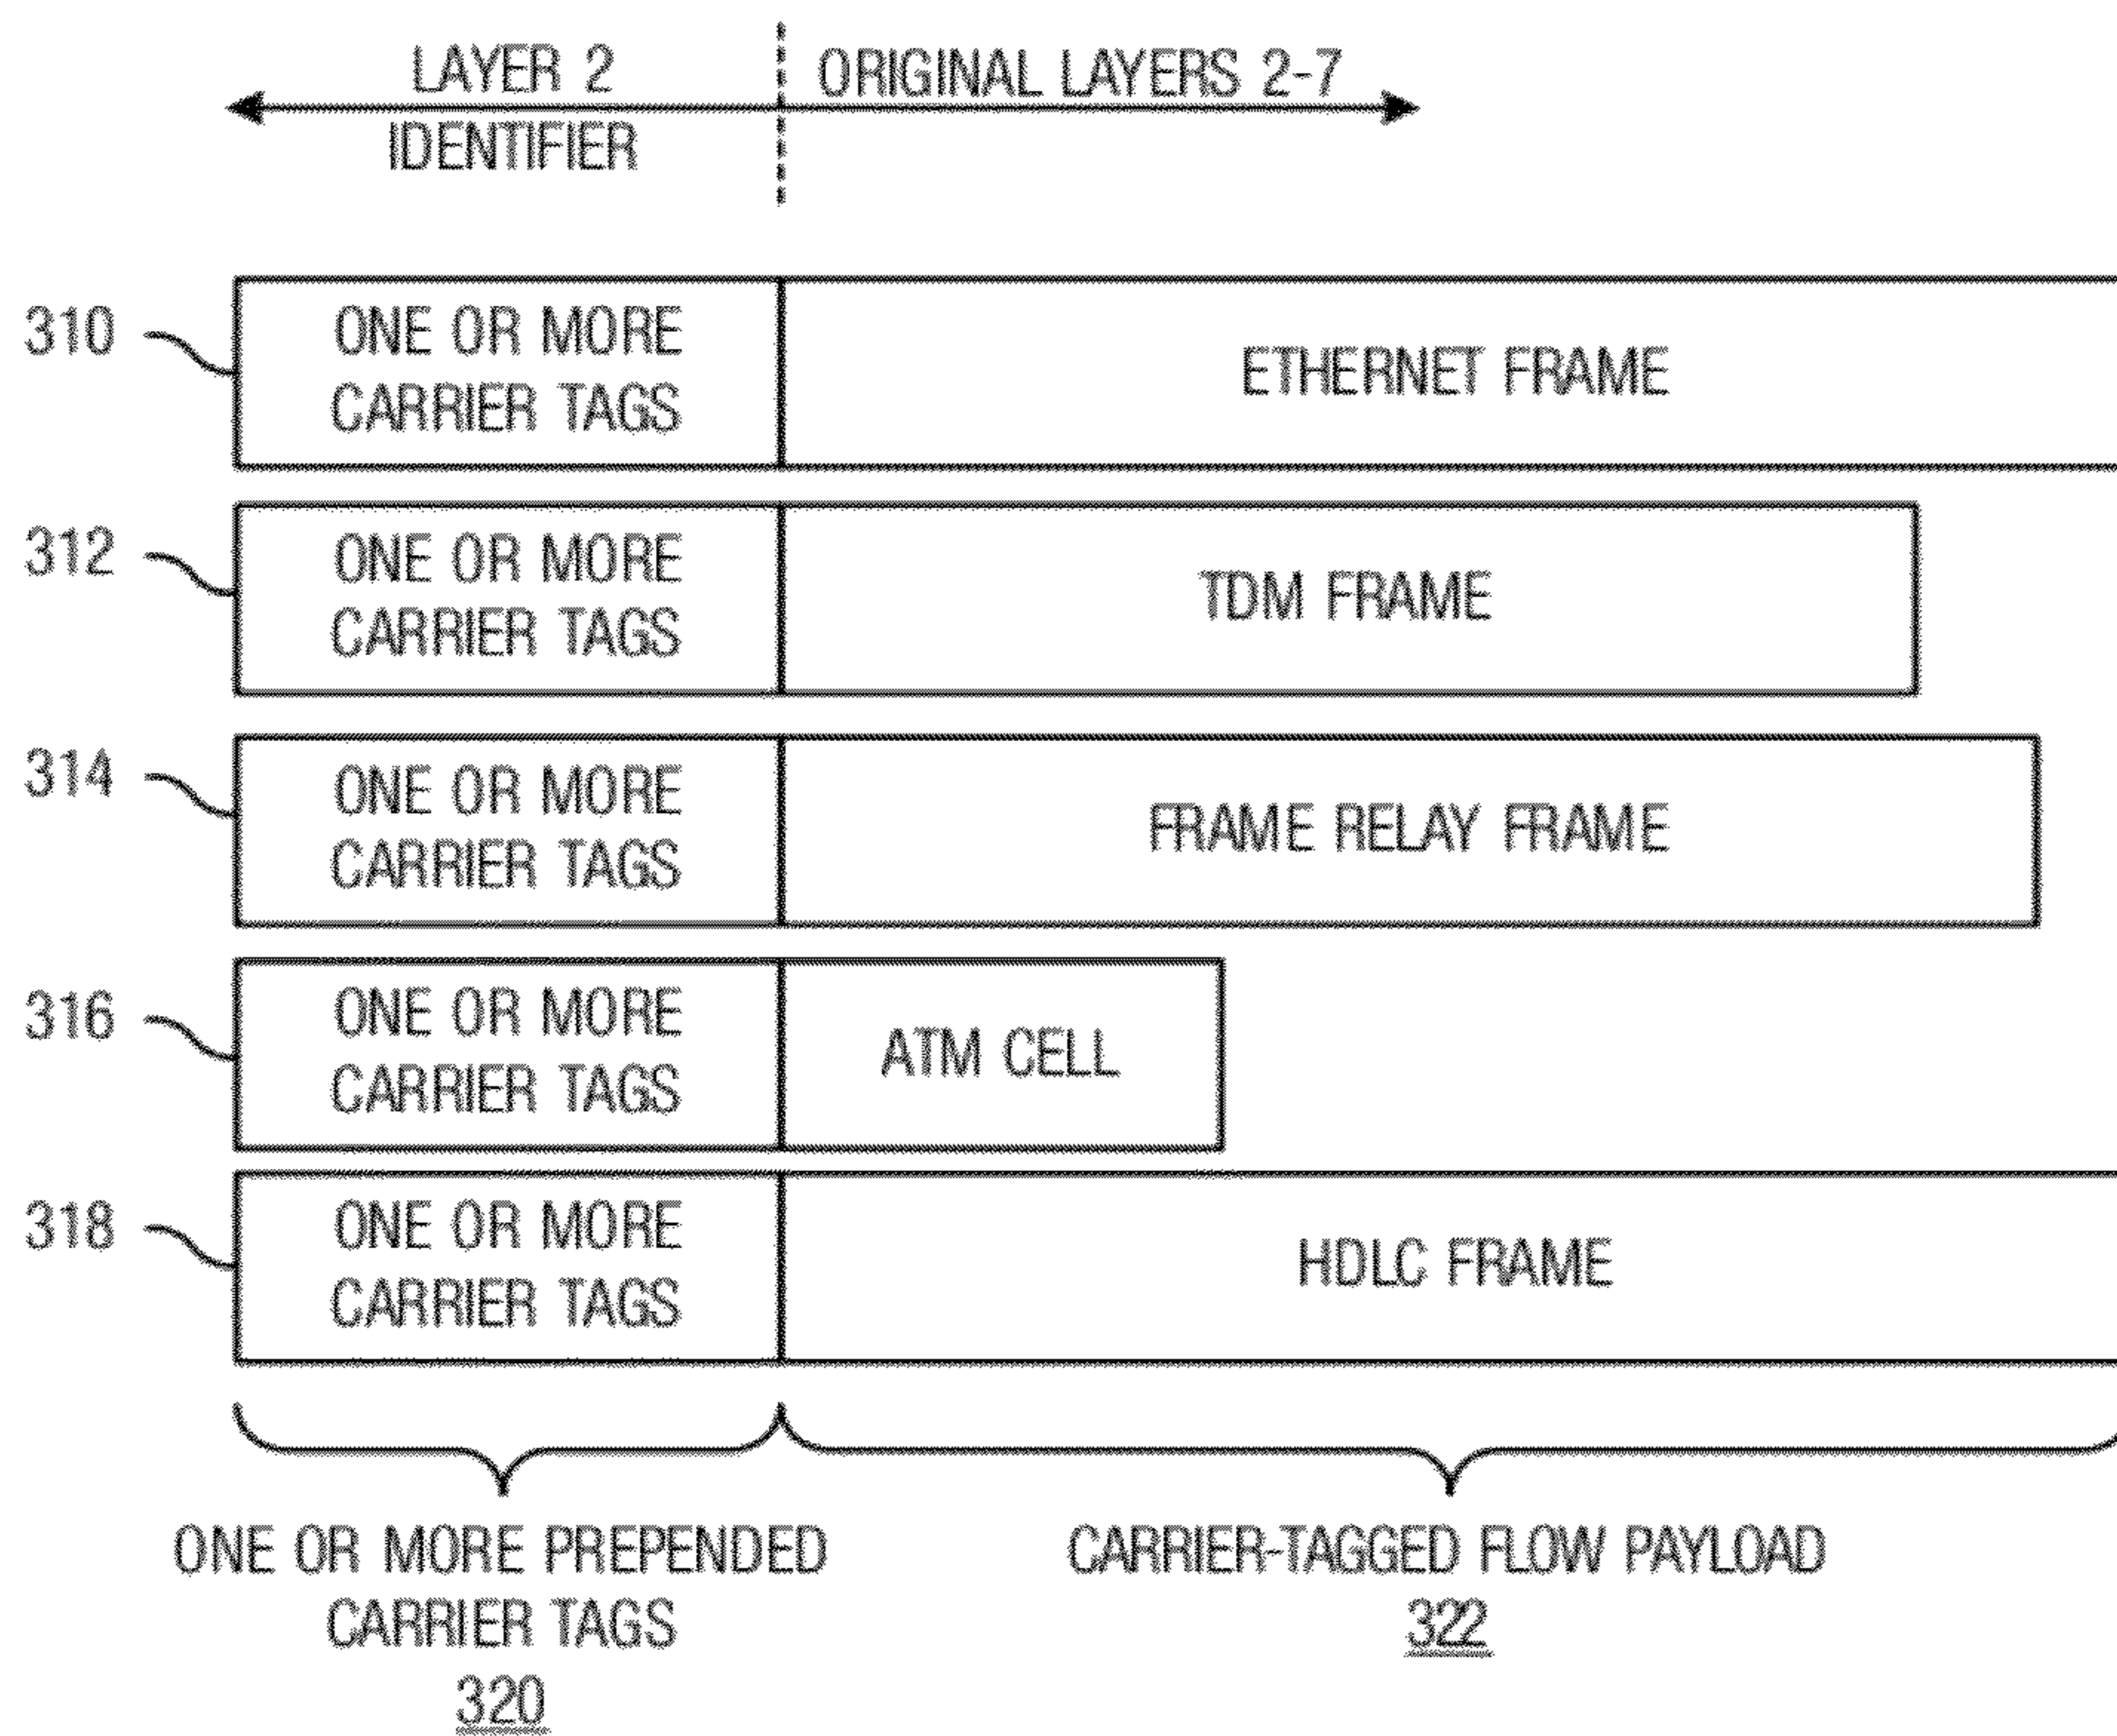 LAYER 2
IDENTIFIER
ORIGINAL LAYERS 2-7
310
ONE OR MORE
CARRIER TAGS
ETHERNET FRAME
312
ONE OR MORE
CARRIER TAGS
TDM FRAME
314
ONE OR MORE
CARRIER TAGS
FRAME RELAY FRAME
316
ONE OR MORE
CARRIER TAGS
ATM CELL
318
ONE OR MORE
CARRIER TAGS
HDLC FRAME
ONE OR MORE PREPENDED
CARRIER TAGS
320
CARRIER-TAGGED FLOW PAYLOAD
322